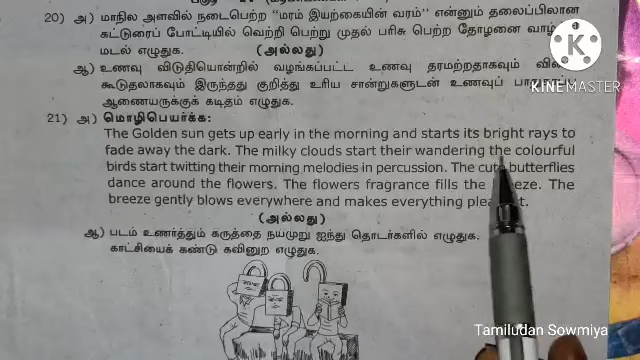 20) அ) மாநில அளவில் நடைபெற்ற "மரம் இயற்கையின் வரம்" என்னும் தலைப்பிலான
கட்டுரைப் போட்டியில் வெற்றி பெற்று முதல் பரிசு பெற்ற தோழனை
மடல் எழுதுக. (அல்லது)
ஆ) உணவு விடுதியொன்றில் வழங்கப்பட்ட உணவு தரமற்றதாகவும்
கூடுதலாகவும் இருந்தது குறித்து உரிய சான்றுகளுடன் உணவுப்
ஆணையருக்குக் கடிதம் எழுதுக.
21) அ) மொழிபெயர்க்க:
The Golden sun gets up early in the morning and starts its bright rays to
fade away the dark. The milky clouds start their wandering the colourful
birds start twitting their morning melodies in percussion. The cute butterflies
dance around the flowers. The flowers fragrance fills the breeze. The
breeze gently blows everywhere and makes everything
(அல்லது)
ஆ) படம் உணர்த்தும் கருத்தை நயமுறு ஐந்து தொடர்களில் எழுதுக.
காட்சியைக் கண்டு கவினுற எழுதுக.
K
KINEMASTER
Tamiludan Sowmiya